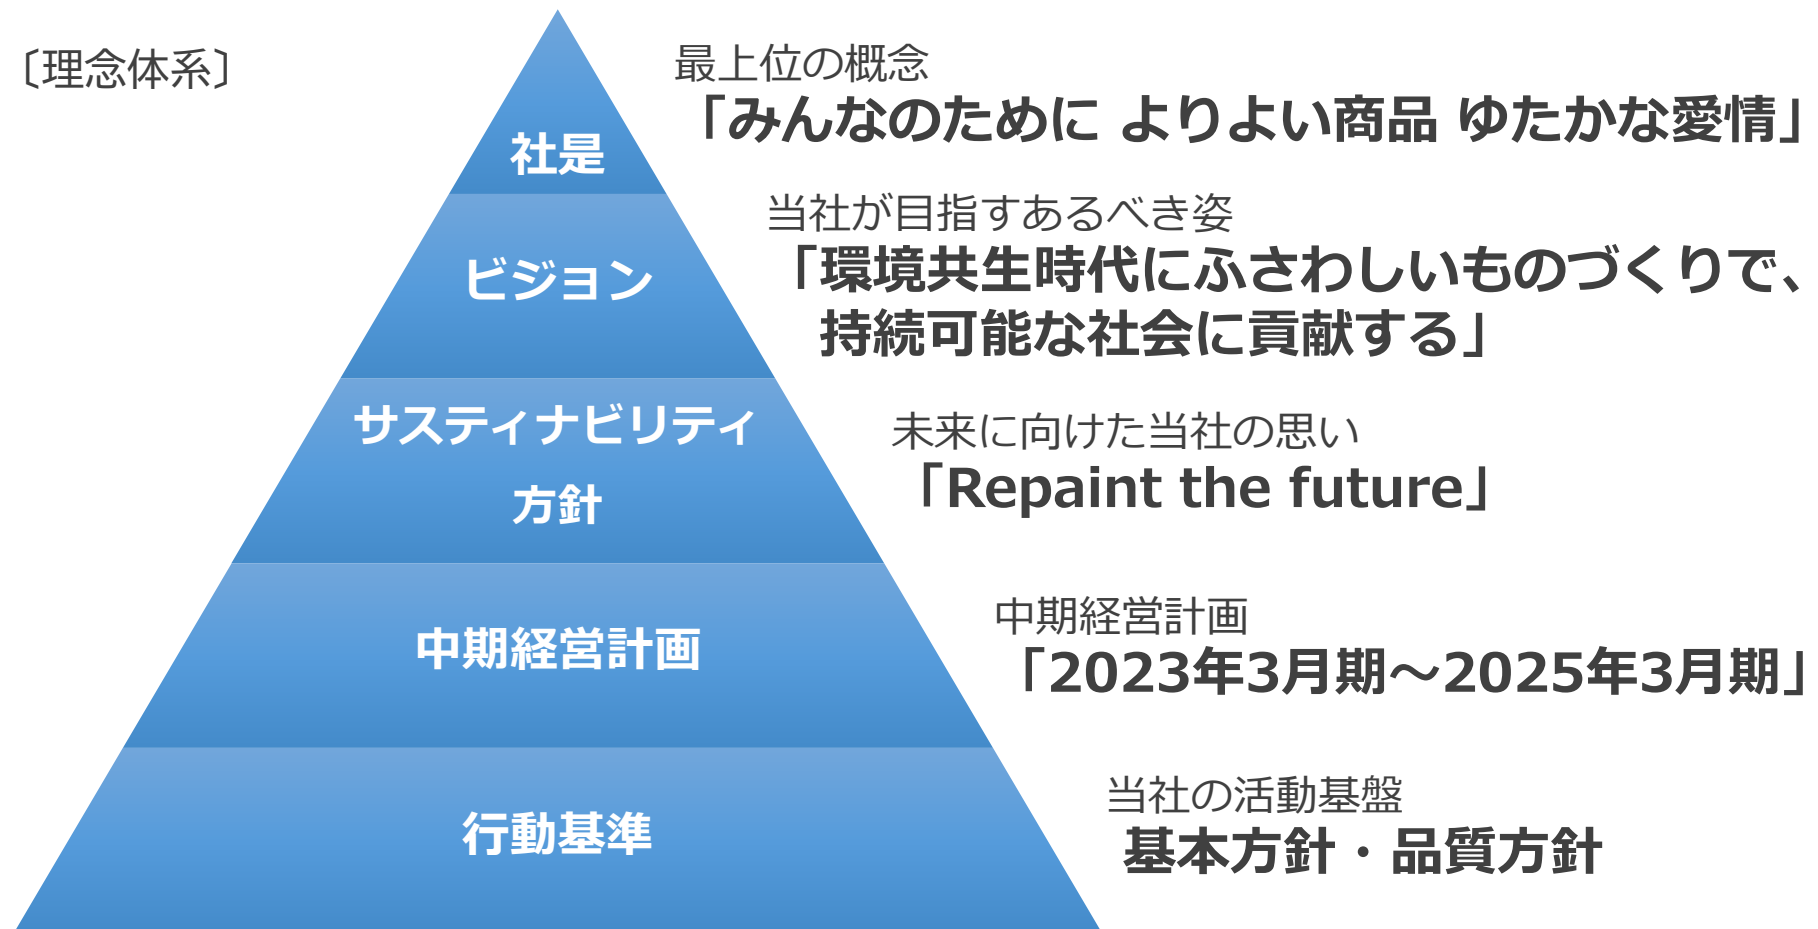 〔理念体系〕
最上位の概念
「みんなのために よりよい商品 ゆたかな愛情」
社是
当社が目指すあるべき姿
「環境共生時代にふさわしいものづくりで、
持続可能な社会に貢献する」
ビジョン
未来に向けた当社の思い
「Repaint the future」
サスティナビリティ
方針
中期経営計画
「2023年3月期～2025年3月期」
中期経営計画
当社の活動基盤
基本方針・品質方針
行動基準